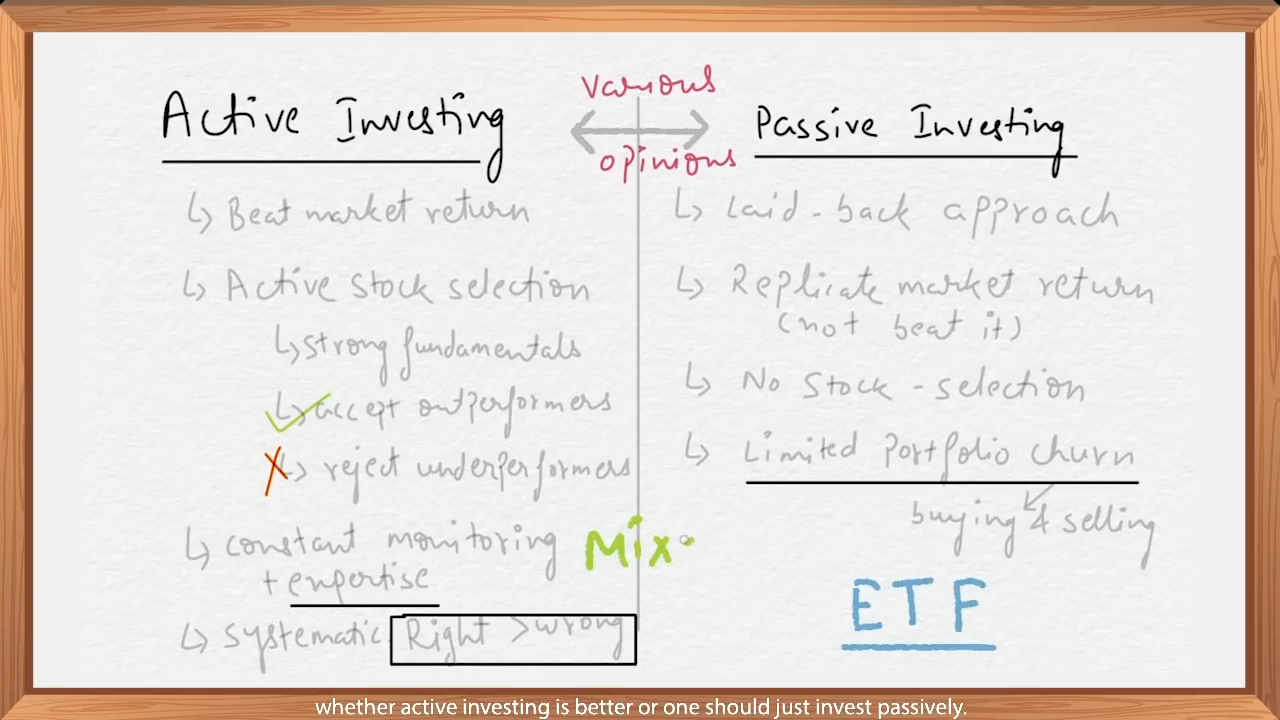 various
opinions
Active Investing
Beat market return
Active stock selection
strong fundamentals
accept outperformers
reject underperformers
constant monitoring
+ expertise
systematic. Right > wrong
Mix
Passive Investing
Laid-back approach
Replicate market return
(not beat it)
No Stock-selection
Limited Portfolio churn
buying & selling
ETF
whether active investing is better or one should just invest passively.